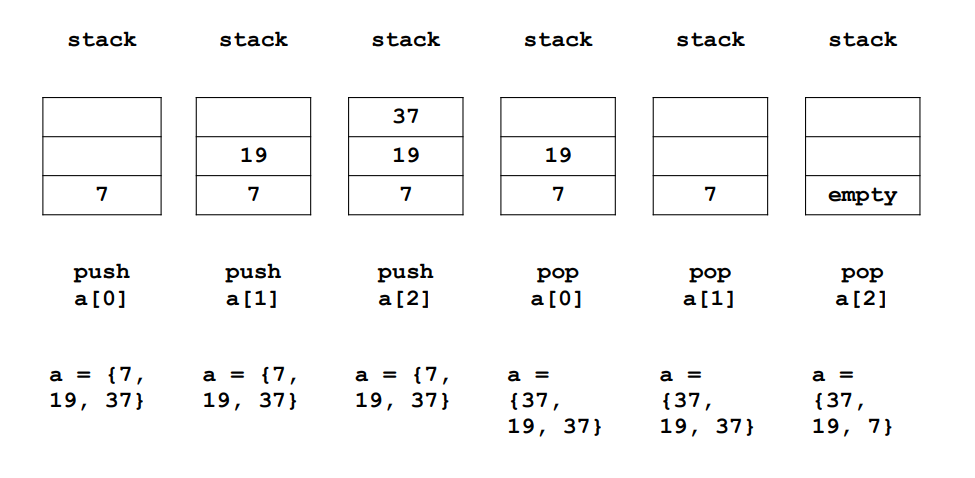 stack stack stack stack stack stack
37
19 19 19
7 7 7 7 7 empty
push push push pop pop pop
a[0] a[1] a[2] a[0] a[1] a[2]
a = {7, a = {7, a = {7, a = a = a =
19, 37} 19, 37} 19, 37} {37, {37, {37,
19, 37} 19, 37} 19, 7}